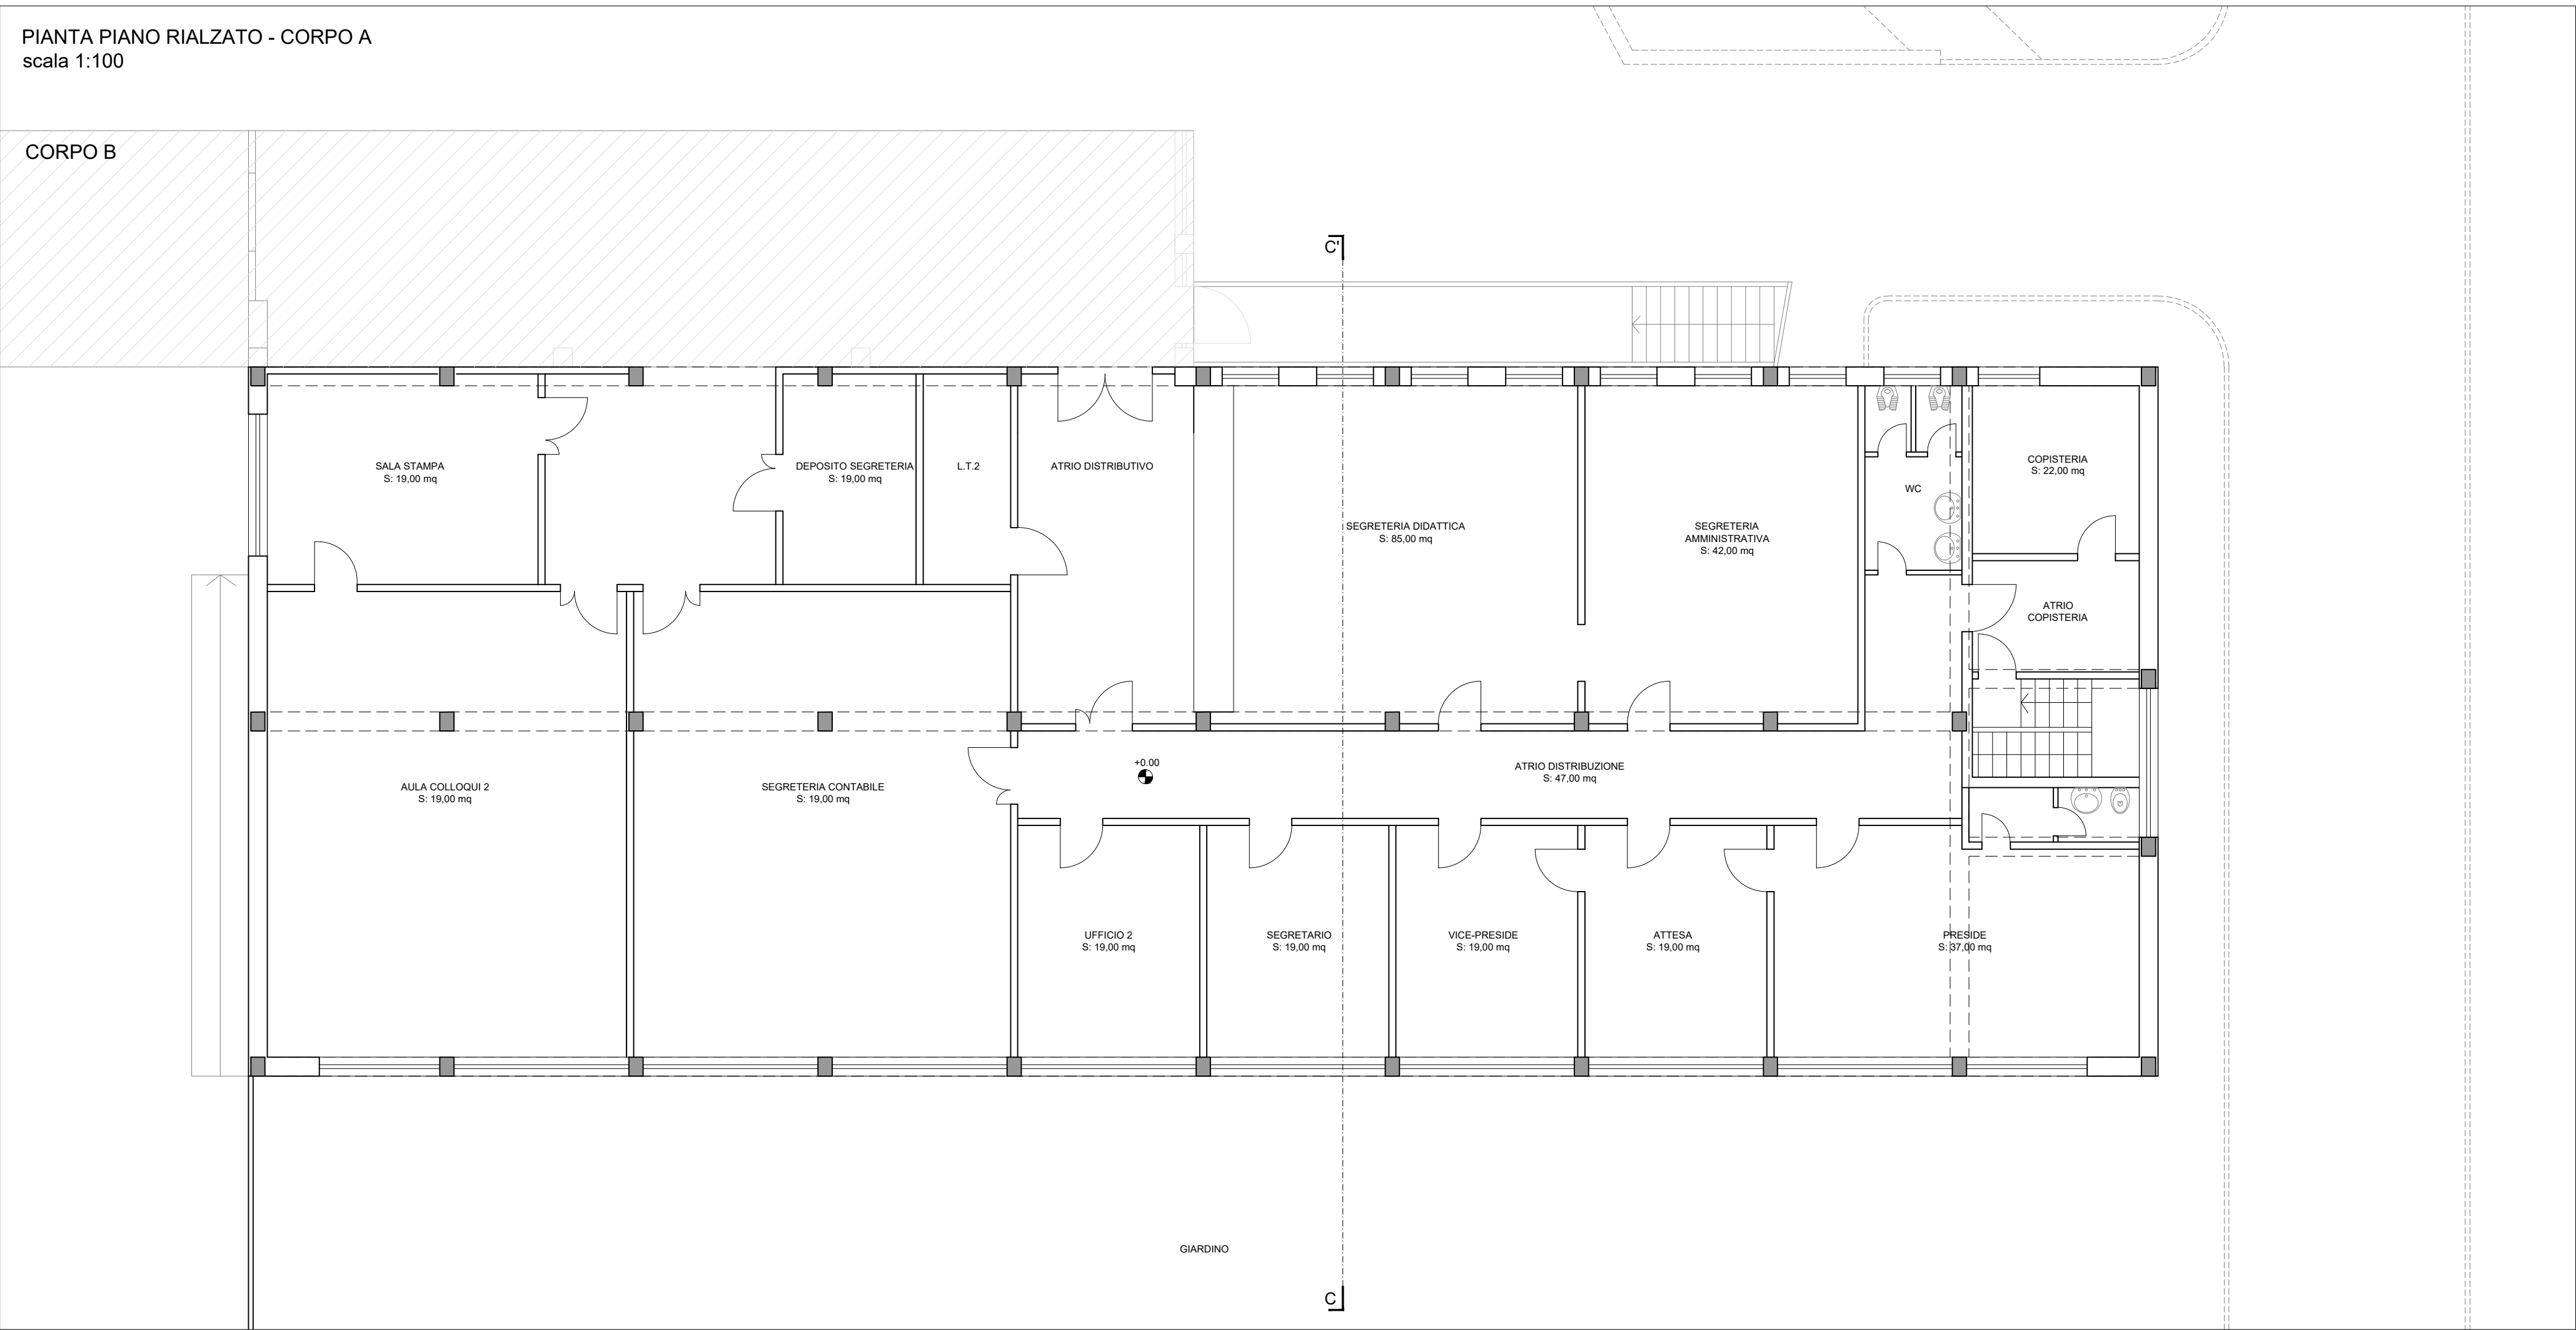 PIANTA PIANO RIALZATO - CORPO A
scala 1:100
CORPO B
C'
SALA STAMPA
S: 19,00 mq
DEPOSITO SEGRETERIA
S: 19,00 mq
L.T.2
ATRIO DISTRIBUTIVO
SEGRETERIA DIDATTICA
S: 85,00 mq
SEGRETERIA
AMMINISTRATIVA
S: 42,00 mq
WC
COPISTERIA
S: 22,00 mq
ATRIO
COPISTERIA
AULA COLLOQUI 2
S: 19,00 mq
SEGRETERIA CONTABILE
S: 19,00 mq
+0.00
ATRIO DISTRIBUZIONE
S: 47,00 mq
UFFICIO 2
S: 19,00 mq
SEGRETARIO
S: 19,00 mq
VICE-PRESIDE
S: 19,00 mq
ATTESA
S: 19,00 mq
PRESIDE
S: 37,00 mq
GIARDINO
C